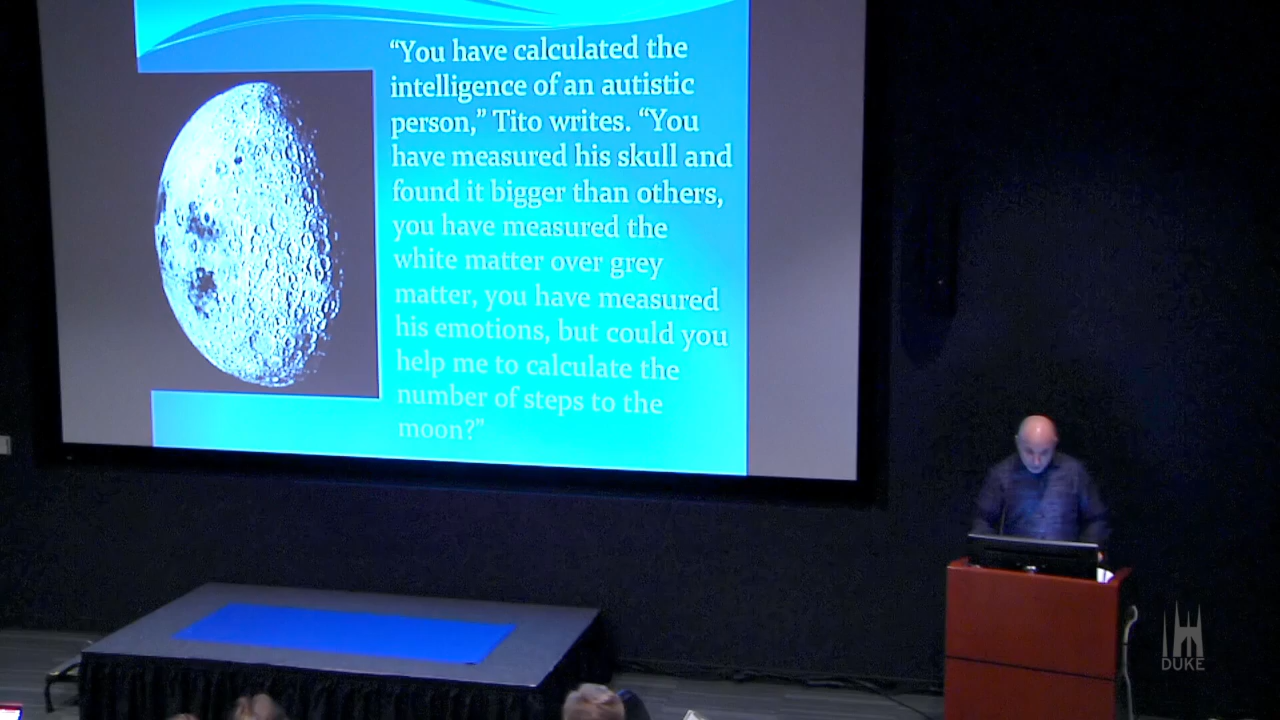 “You have calculated the
intelligence of an autistic
person,” Tito writes. “You
have measured his skull and
found it bigger than others,
you have measured the
white matter over grey
matter, you have measured
his emotions, but could you
help me to calculate the
number of steps to the
moon?”
DUKE